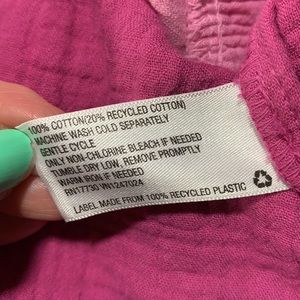 100% COTTON(20% RECYCLED COTTON)
MACHINE WASH COLD SEPARATELY
GENTLE CYCLE
ONLY NON-CHLORINE BLEACH IF NEEDED
TUMBLE DRY LOW, REMOVE PROMPTLY
WARM IRON IF NEEDED
RN17730 VN1247024
LABEL MADE FROM 100% RECYCLED PLASTIC